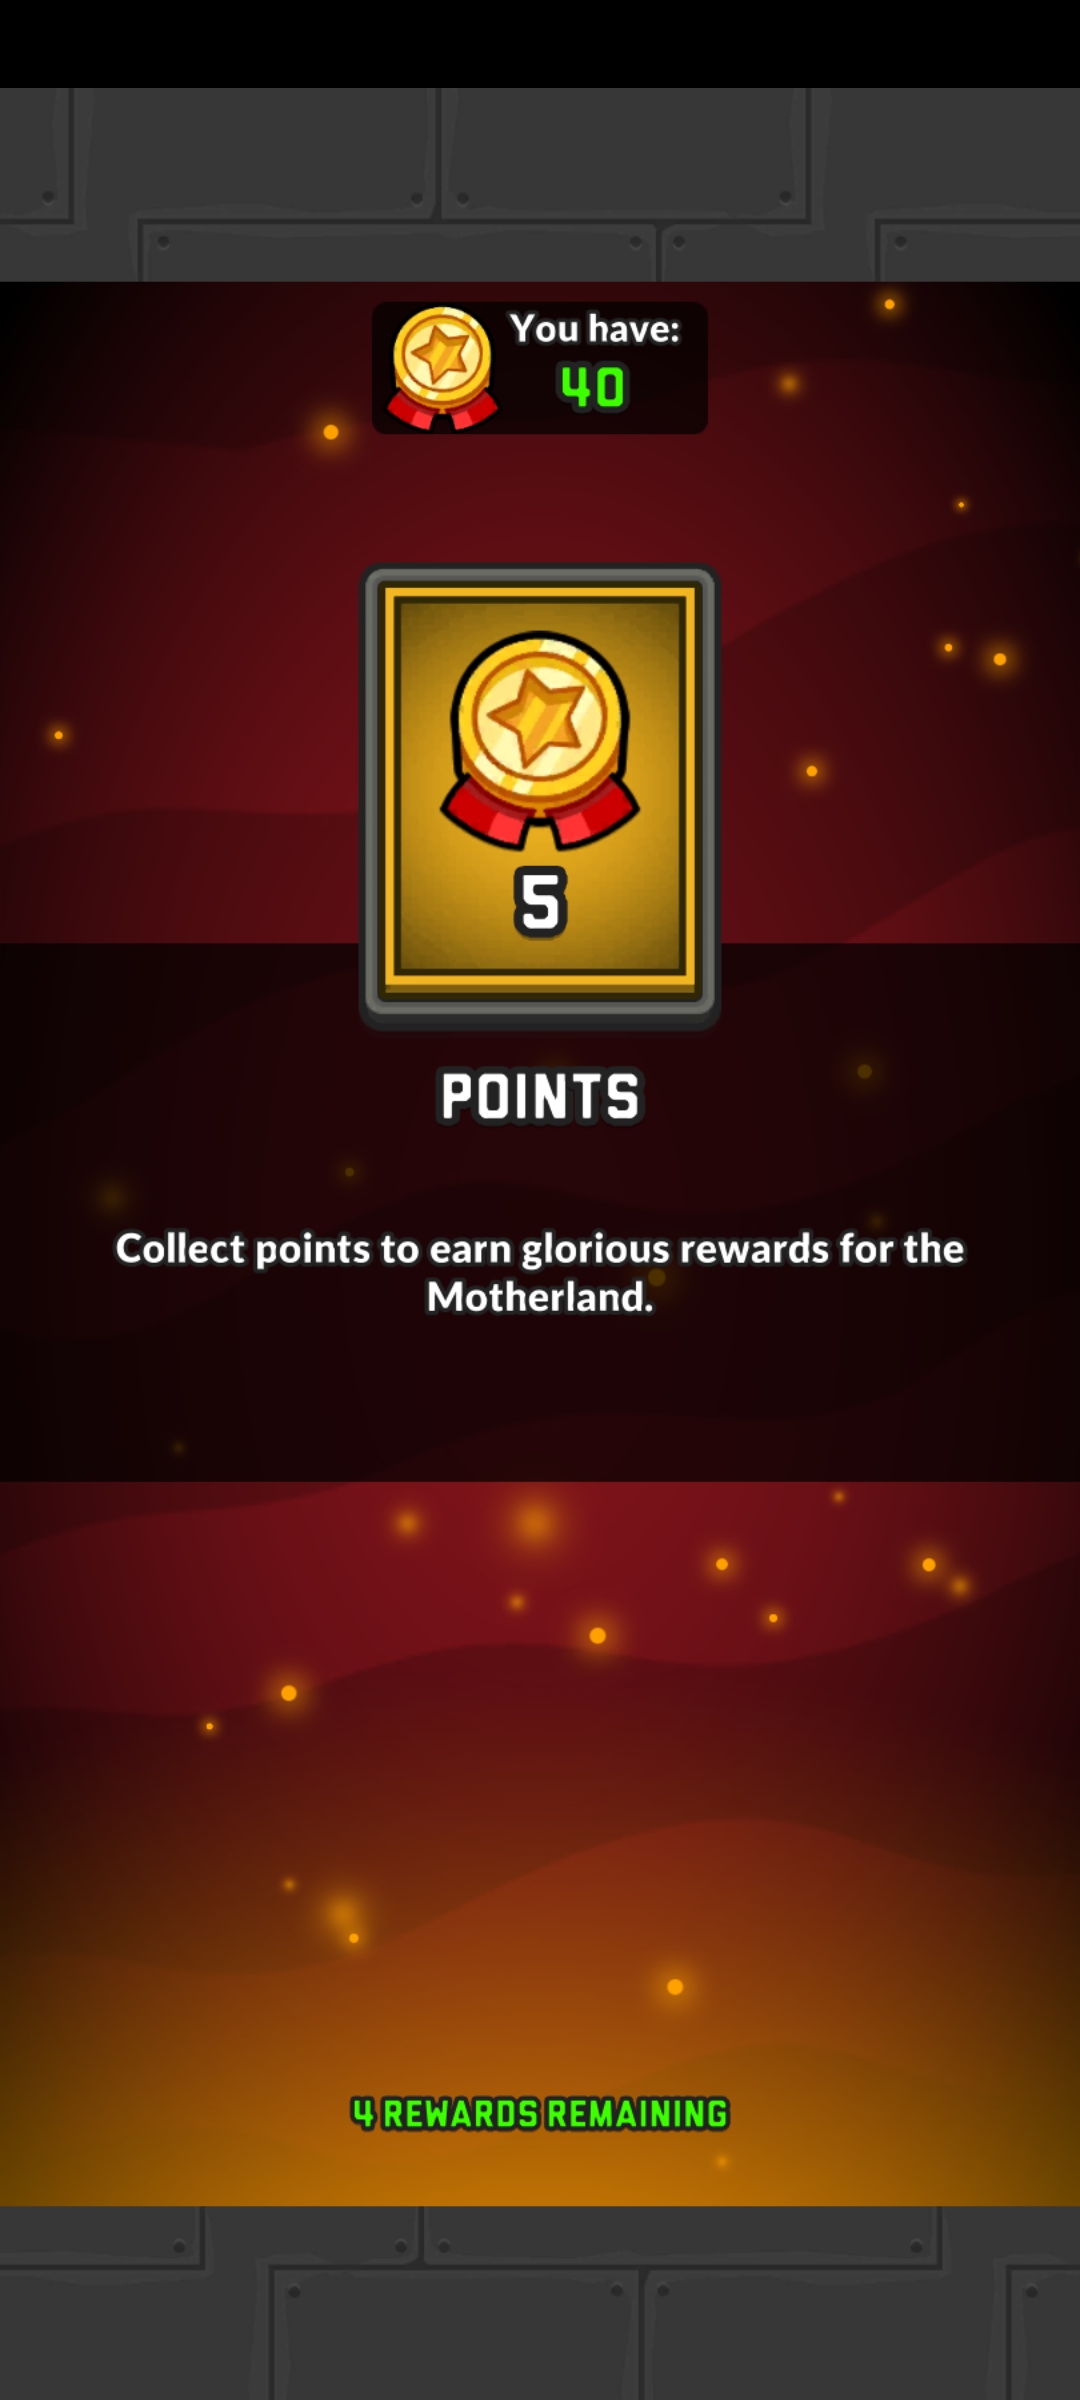 You have:
40
5
POINTS
Collect points to earn glorious rewards for the
Motherland.
4 REWARDS REMAINING